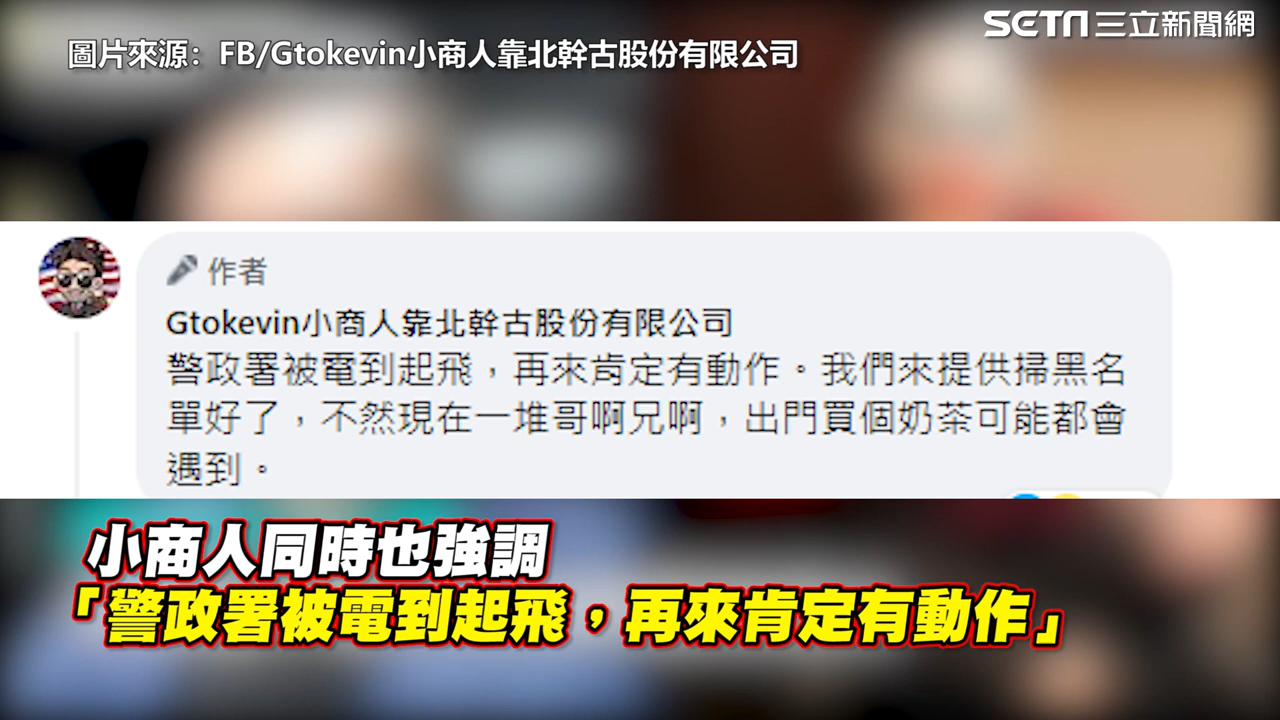 SETN三立新聞網
圖片來源：FB/Gtokevin小商人靠北幹古股份有限公司
作者
Gtokevin小商人靠北幹古股份有限公司
警政署被電到起飛，再來肯定有動作。我們來提供掃黑名
單好了，不然現在一堆哥啊兄啊，出門買個奶茶可能都會
遇到。
小商人同時也強調
「警政署被電到起飛，再來肯定有動作」